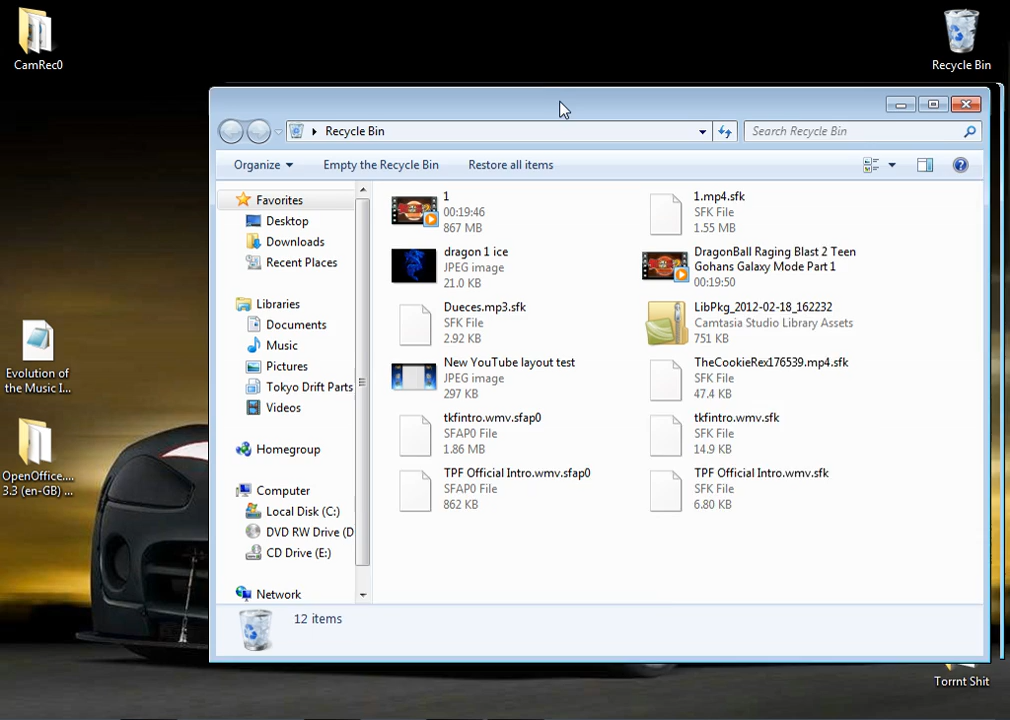 CamRec0
Recycle Bin
Recycle Bin
Search Recycle Bin
Organize
Empty the Recycle Bin
Restore all items
Favorites
Desktop
Downloads
Recent Places
Libraries
Documents
Music
Pictures
Tokyo Drift Parts
Videos
Homegroup
Computer
Local Disk (C:)
DVD RW Drive (D
CD Drive (E:)
Network
1
00:19:46
867 MB
1.mp4.sfk
SFK File
1.55 MB
dragon 1 ice
JPEG image
21.0 KB
DragonBall Raging Blast 2 Teen
Gohans Galaxy Mode Part 1
00:19:50
Dueces.mp3.sfk
SFK File
2.92 KB
LibPkg_2012-02-18_162232
Camtasia Studio Library Assets
751 KB
New YouTube layout test
JPEG image
297 KB
TheCookieRex176539.mp4.sfk
SFK File
47.4 KB
tkfintro.wmv.sfap0
SFAP0 File
1.86 MB
tkfintro.wmv.sfk
SFK File
14.9 KB
TPF Official Intro.wmv.sfap0
SFAP0 File
862 KB
TPF Official Intro.wmv.sfk
SFK File
6.80 KB
12 items
Evolution of
the Music I...
OpenOffice....
3.3 (en-GB) ...
Torrnt Shit